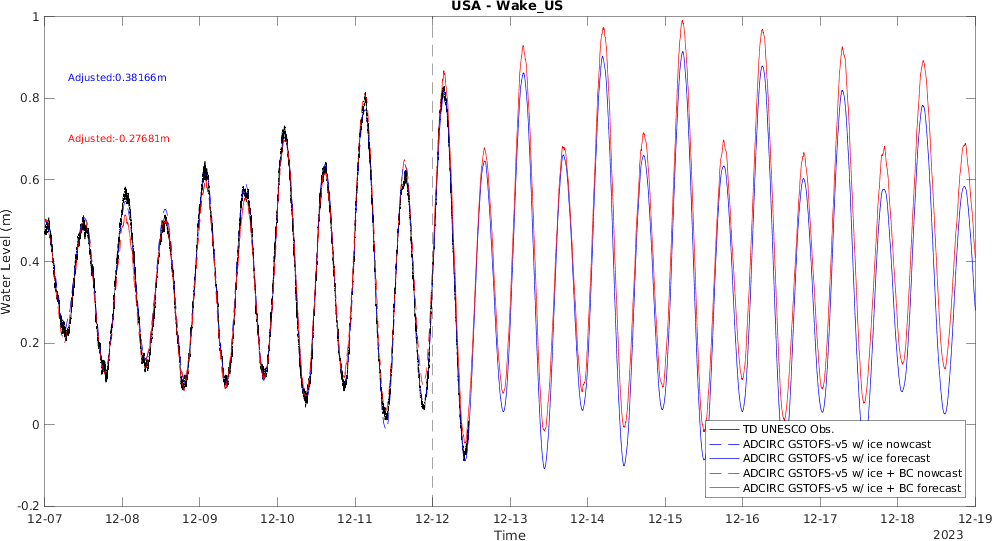 USA - Wake_US
1
0.8
0.6
0.4
0.2
0
-0.2
Water Level (m)
Adjusted:0.38166m
Adjusted:-0.27681m
TD UNESCO Obs.
ADCIRC GSTOFS-v5 w/ ice nowcast
ADCIRC GSTOFS-v5 w/ ice forecast
ADCIRC GSTOFS-v5 w/ ice + BC nowcast
ADCIRC GSTOFS-v5 w/ ice + BC forecast
12-07 12-08 12-09 12-10 12-11 12-12 12-13 12-14 12-15 12-16 12-17 12-18 12-19
Time
2023